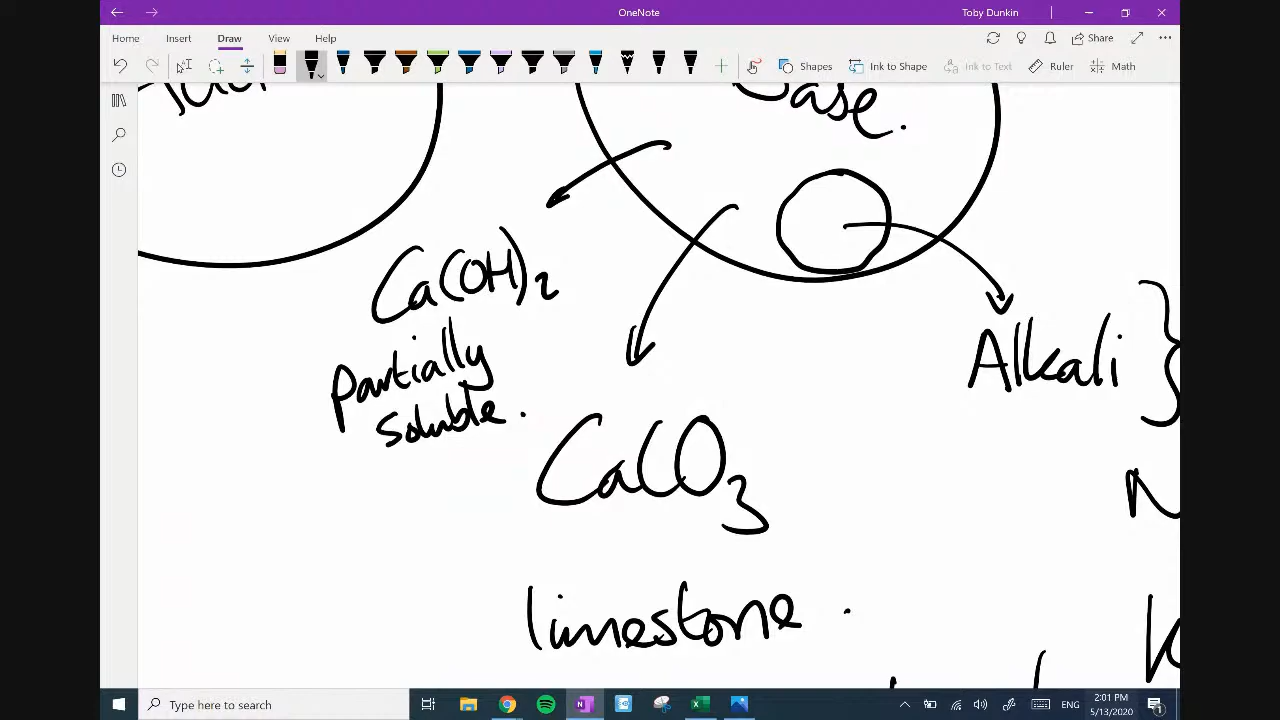 OneNote
Toby Dunkin
Home Insert Draw View Help
Share
Shapes
Ink to Shape
Ink to Text
Ruler
Math
Base.
Ca(OH)2
Partially
Soluble.
Alkali }
CaCO3
limestone.
Type here to search
ENG
2:01 PM
5/13/2020